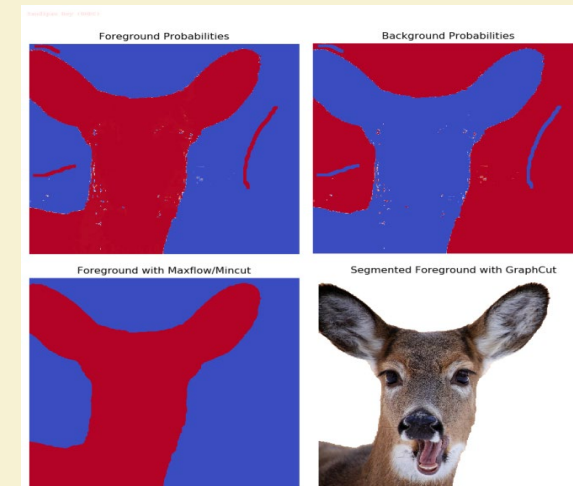 Foreground Probabilities
Background Probabilities
Foreground with Maxflow/Mincut
Segmented Foreground with GraphCut